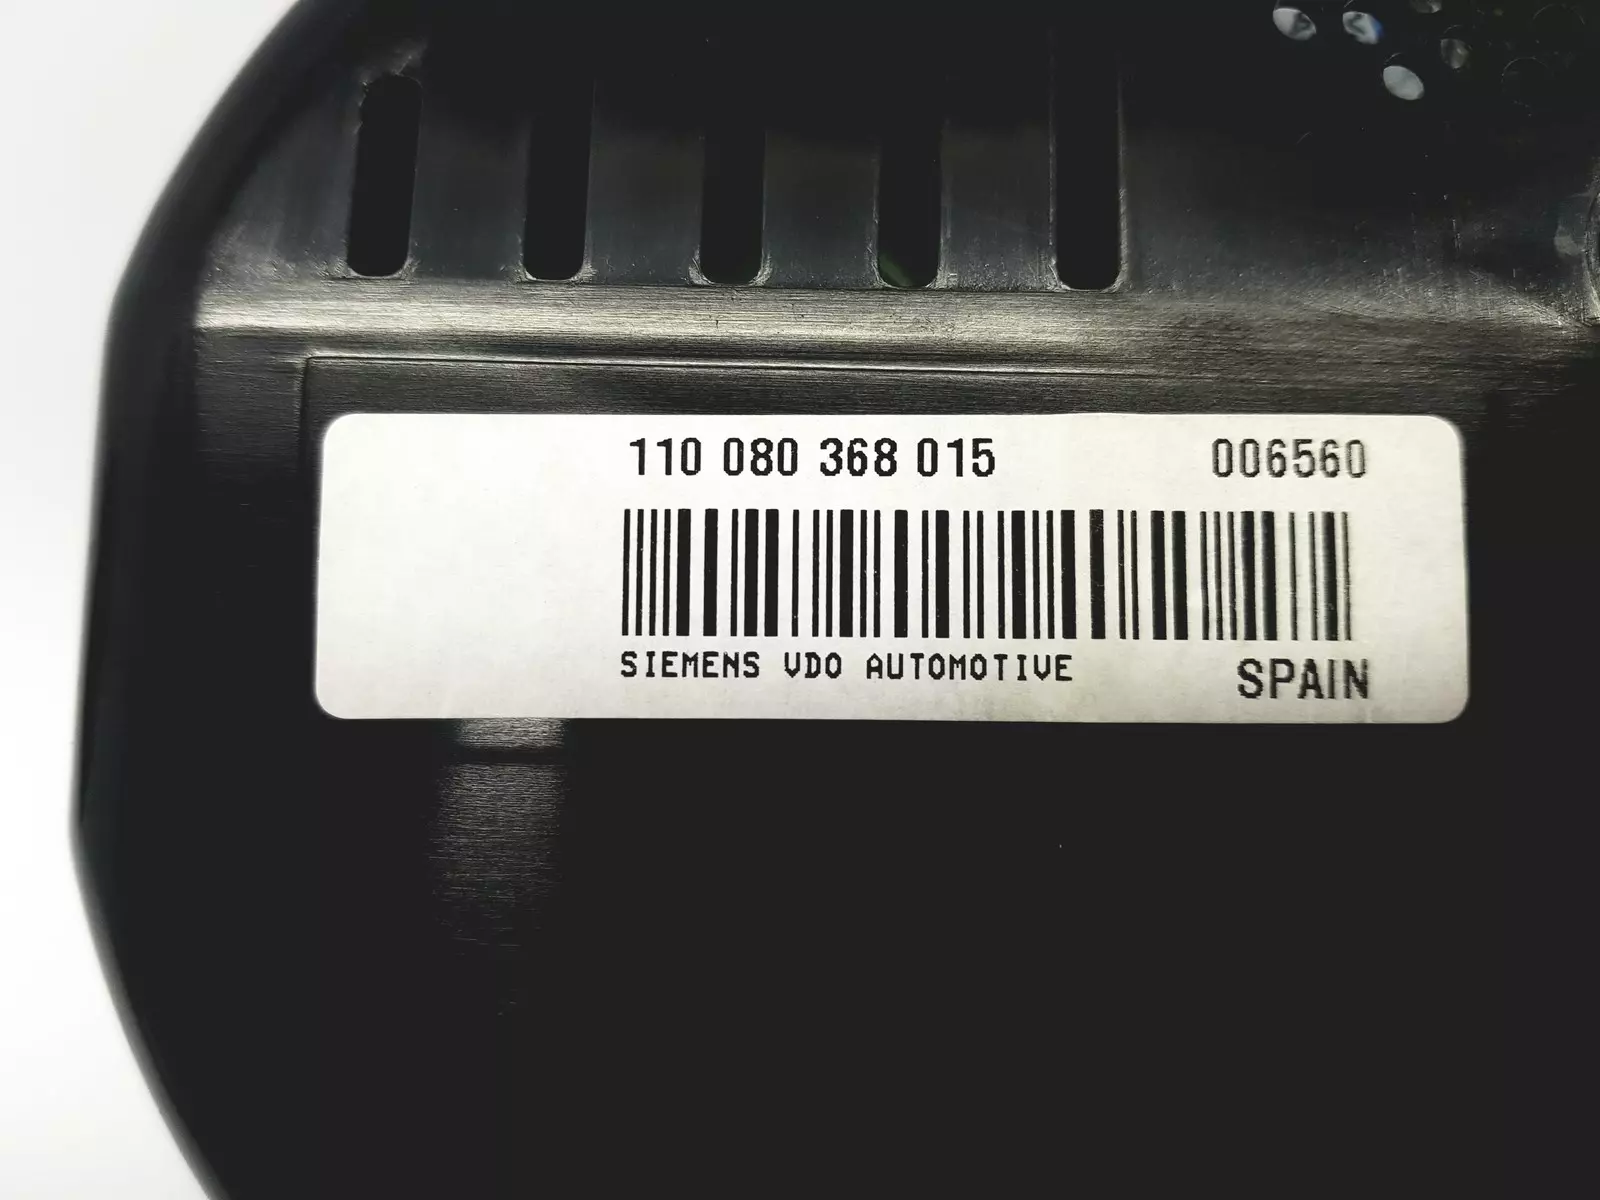 110 080 368 015 006560
SIEMENS VDO AUTOMOTIVE SPAIN